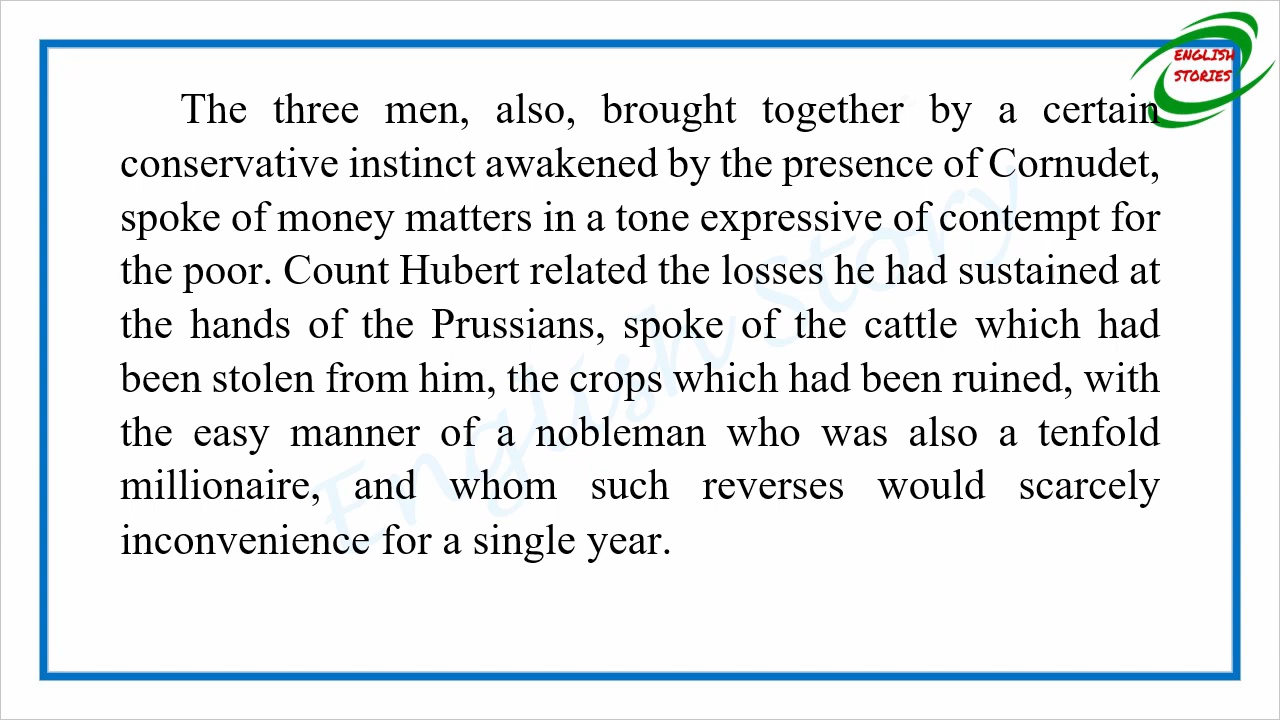 ENGLISH
STORIES
The three men, also, brought together by a certain
conservative instinct awakened by the presence of Cornudet,
spoke of money matters in a tone expressive of contempt for
the poor. Count Hubert related the losses he had sustained at
the hands of the Prussians, spoke of the cattle which had
been stolen from him, the crops which had been ruined, with
the easy manner of a nobleman who was also a tenfold
millionaire, and whom such reverses would scarcely
inconvenience for a single year.
English Story